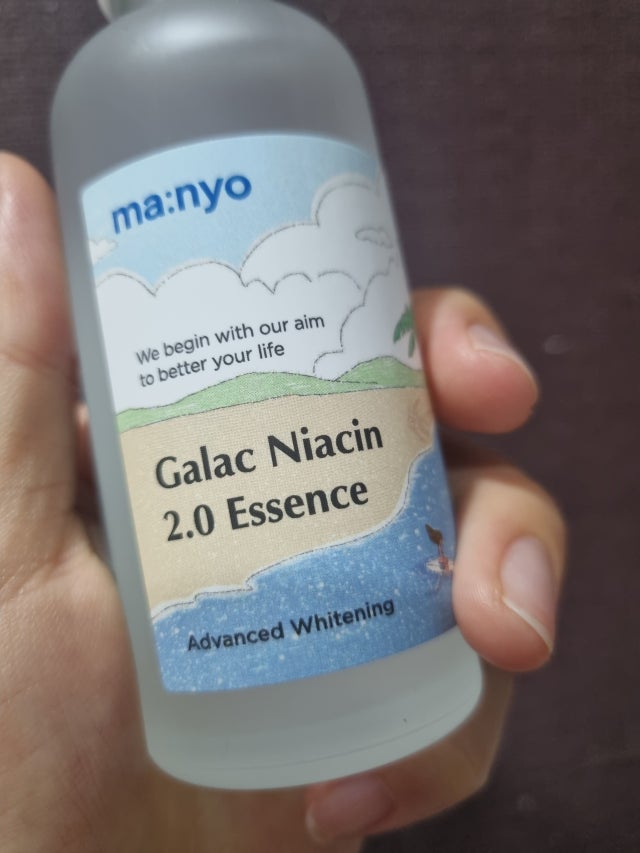 ma:nyo
We begin with our aim
to better your life
Galac Niacin
2.0 Essence
Advanced Whitening